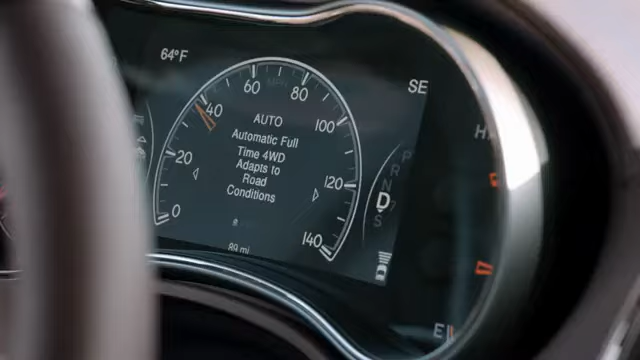 64°F
SE
60
80
MPH
40
AUTO
100
H
Automatic Full
Time 4WD
Adapts to
Road
Conditions
20
120
P
R
N
D
S
0
140
89 mi
E